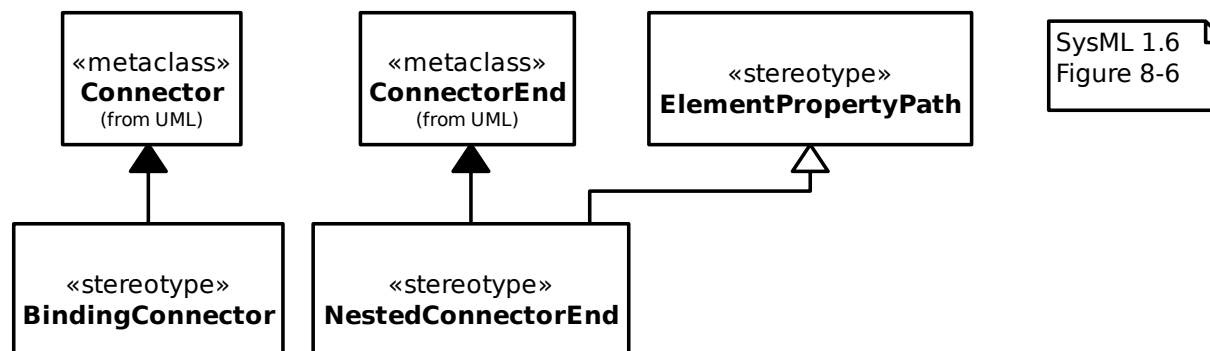 «metaclass»
Connector
(from UML)
«metaclass»
ConnectorEnd
(from UML)
«stereotype»
ElementPropertyPath
SysML 1.6
Figure 8-6
«stereotype»
BindingConnector
«stereotype»
NestedConnectorEnd